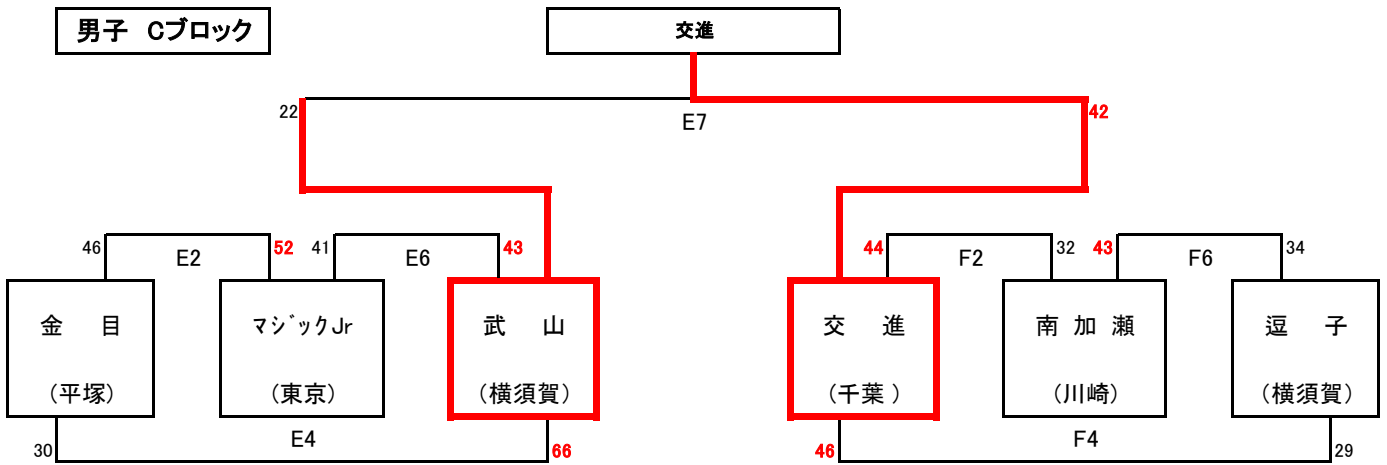 男子 Cブロック
交進
22
42
E7
46
E2
52
41
E6
43
44
F2
32
43
F6
34
金 目
マジックJr
武 山
交 進
南 加 瀬
逗 子
(平塚)
(東京)
(横須賀)
(千葉)
(川崎)
(横須賀)
30
E4
66
46
F4
29